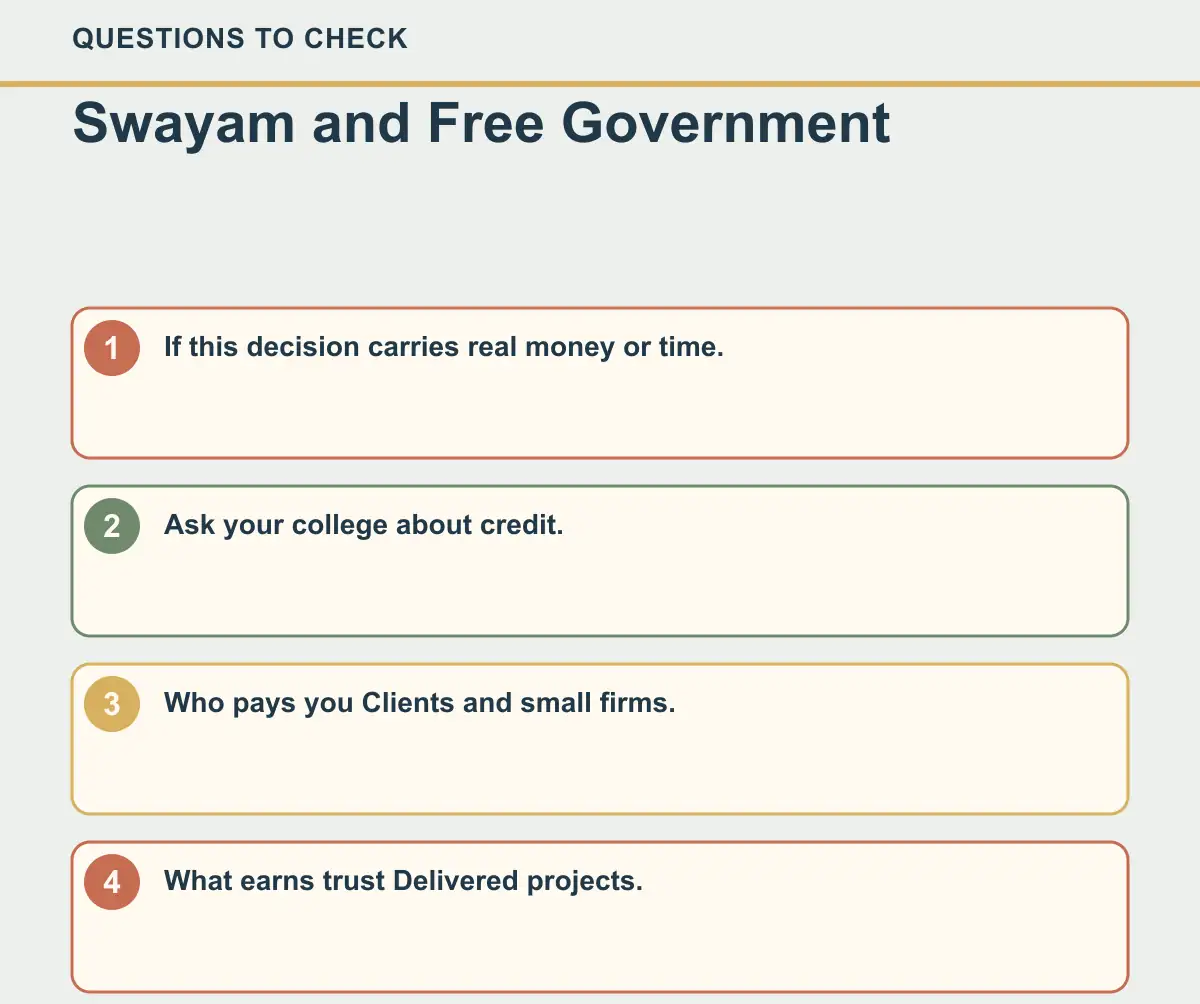 QUESTIONS TO CHECK
Swayam and Free Government
1 If this decision carries real money or time.
2 Ask your college about credit.
3 Who pays you Clients and small firms.
4 What earns trust Delivered projects.